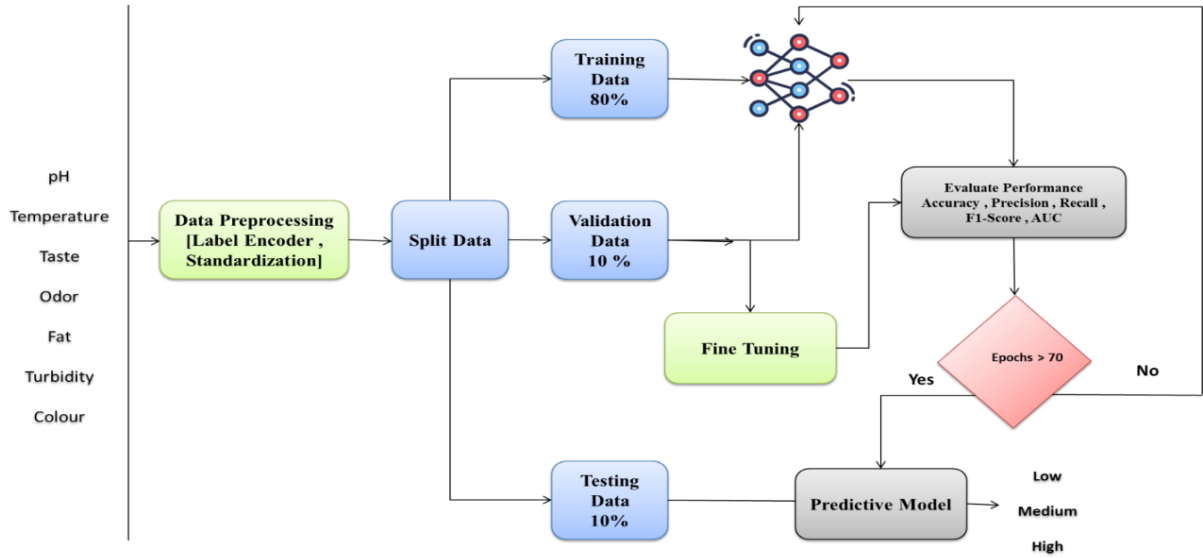 pH
Temperature
Taste
Odor
Fat
Turbidity
Colour
Data Preprocessing
[Label Encoder ,
Standardization]
Split Data
Training
Data
80%
Validation
Data
10 %
Fine Tuning
Testing
Data
10%
Evaluate Performance
Accuracy , Precision , Recall ,
F1-Score , AUC
Epochs > 70
Yes
No
Predictive Model
Low
Medium
High